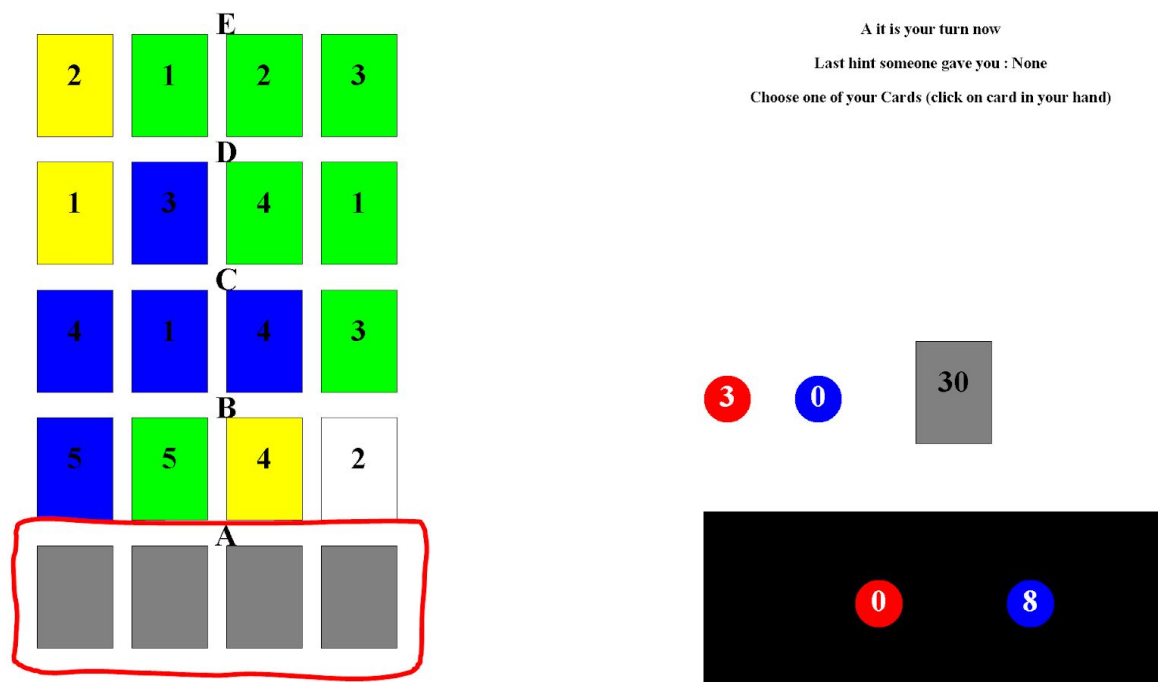 E
2 1 2 3
D
1 3 4 1
C
4 1 4 3
B
5 5 4 2
A
A it is your turn now
Last hint someone gave you : None
Choose one of your Cards (click on card in your hand)
3 0 30
0 8